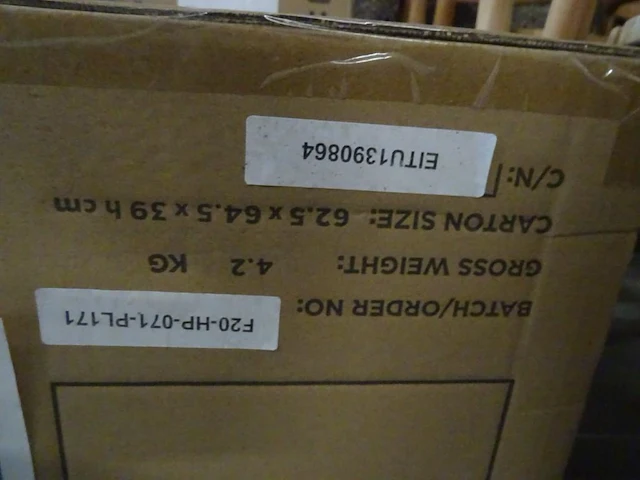 BATCH/ORDER NO: F20-HP-071-PL171
GROSS WEIGHT: 4.2 KG
CARTON SIZE: 62.5 x 64.5 x 39 h cm
C/N: EITU1390864